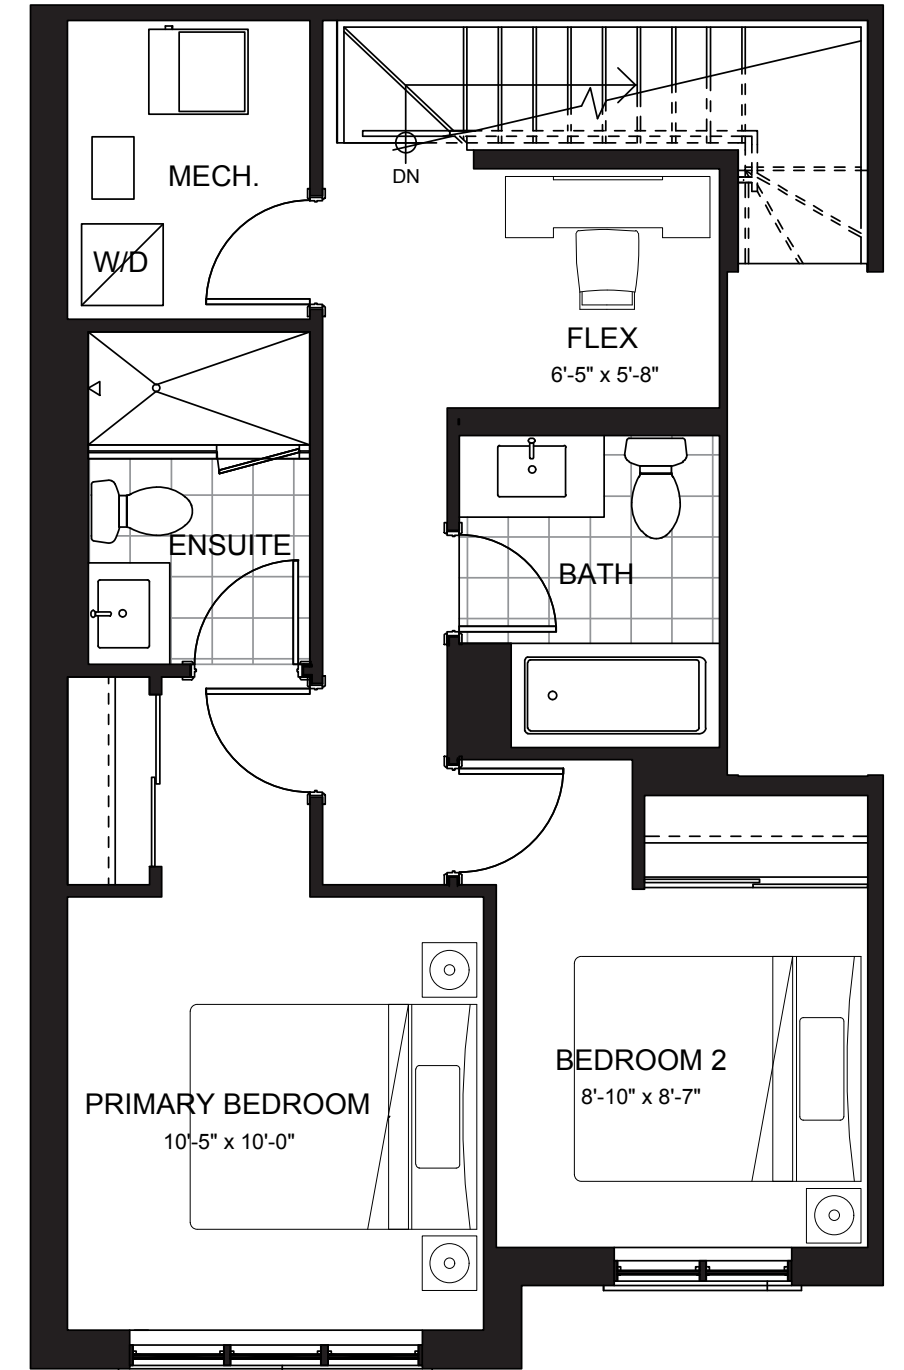 MECH.
DN
W/D
FLEX
6'-5" x 5'-8"
ENSUITE
BATH
BEDROOM 2
8'-10" x 8'-7"
PRIMARY BEDROOM
10'-5" x 10'-0"